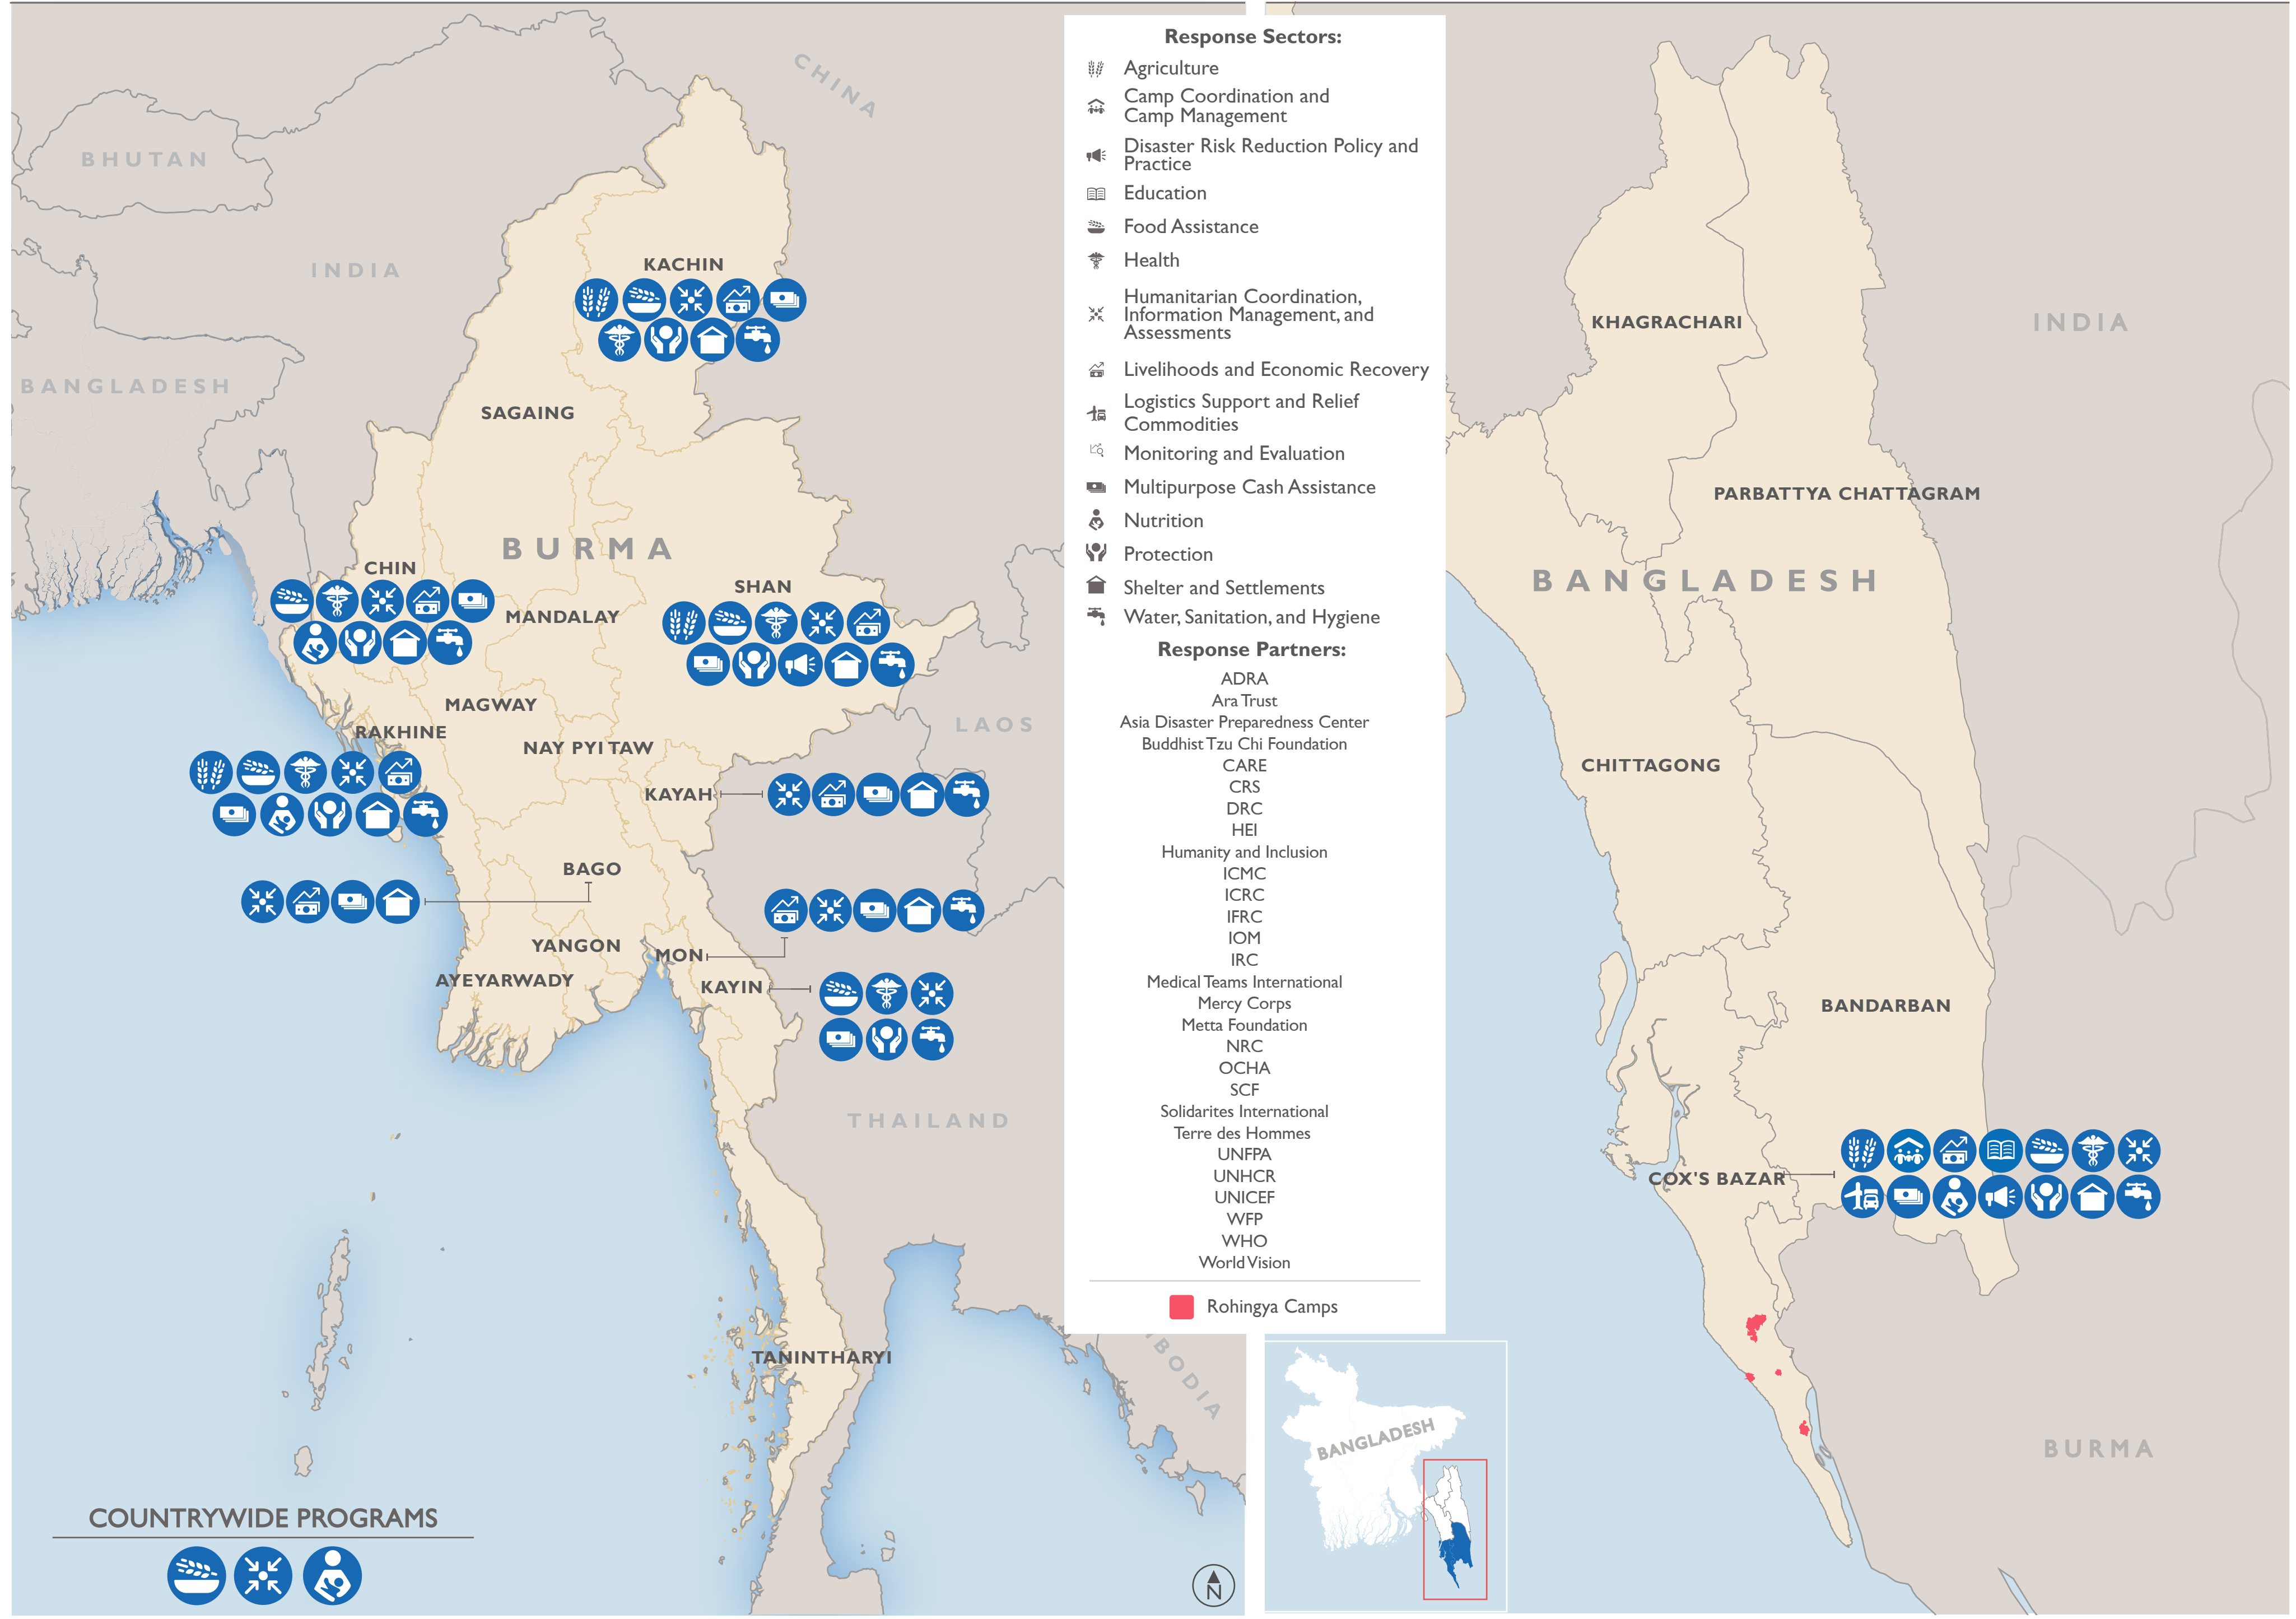 CHINA
BHUTAN
INDIA
BANGLADESH
KACHIN
SAGAING
BURMA
CHIN
SHAN
MANDALAY
MAGWAY
RAKHINE
NAY PYI TAW
LAOS
KAYAH
BAGO
YANGON
MON
AYEYARWADY
KAYIN
THAILAND
TANINTHARYI
COUNTRYWIDE PROGRAMS
N
Response Sectors:
Agriculture
Camp Coordination and
Camp Management
Disaster Risk Reduction Policy and
Practice
Education
Food Assistance
Health
Humanitarian Coordination,
Information Management, and
Assessments
Livelihoods and Economic Recovery
Logistics Support and Relief
Commodities
Monitoring and Evaluation
Multipurpose Cash Assistance
Nutrition
Protection
Shelter and Settlements
Water, Sanitation, and Hygiene
Response Partners:
ADRA
Ara Trust
Asia Disaster Preparedness Center
Buddhist Tzu Chi Foundation
CARE
CRS
DRC
HEI
Humanity and Inclusion
ICMC
ICRC
IFRC
IOM
IRC
Medical Teams International
Mercy Corps
Metta Foundation
NRC
OCHA
SCF
Solidarites International
Terre des Hommes
UNFPA
UNHCR
UNICEF
WFP
WHO
World Vision
Rohingya Camps
BODIA
BANGLADESH
KHAGRACHARI
INDIA
PARBATTYA CHATTAGRAM
BANGLADESH
CHITTAGONG
BANDARBAN
COX'S BAZAR
BURMA